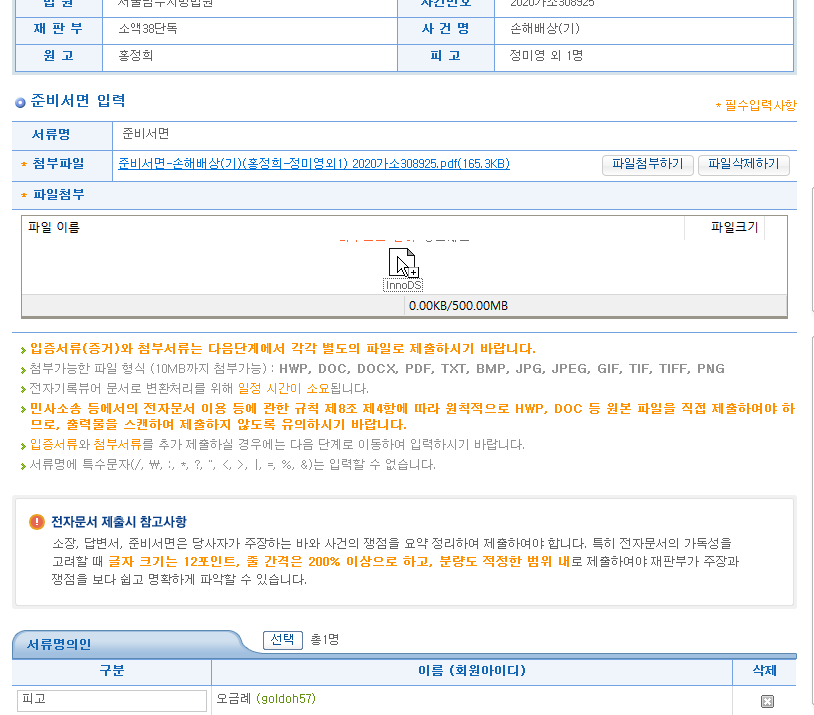 법 원 서울남부지방법원 사건번호 2020가소308925
재 판 부 소액38단독 사 건 명 손해배상(기)
원 고 홍정희 피 고 정미영 외 1명
준비서면 입력
* 필수입력사항
서류명 준비서면
* 첨부파일 준비서면-손해배상(기)(홍정희-정미영외1) 2020가소308925.pdf(165.3KB) 파일첨부하기 파일삭제하기
* 파일첨부
파일 이름 파일크기
InnoDS
0.00KB/500.00MB
입증서류(증거)와 첨부서류는 다음단계에서 각각 별도의 파일로 제출하시기 바랍니다.
첨부가능한 파일 형식 (10MB까지 첨부가능) : HWP, DOC, DOCX, PDF, TXT, BMP, JPG, JPEG, GIF, TIF, TIFF, PNG
전자기록뷰어 문서로 변환처리를 위해 일정 시간이 소요됩니다.
민사소송 등에서의 전자문서 이용 등에 관한 규칙 제8조 제4항에 따라 원칙적으로 HWP, DOC 등 원본 파일을 직접 제출하여야 하
므로, 출력물을 스캔하여 제출하지 않도록 유의하시기 바랍니다.
입증서류와 첨부서류를 추가 제출하실 경우에는 다음 단계로 이동하여 입력하시기 바랍니다.
서류명에 특수문자(/, ₩, :, *, ?, ", <, >, |, =, %, &)는 입력할 수 없습니다.
전자문서 제출시 참고사항
소장, 답변서, 준비서면은 당사자가 주장하는 바와 사건의 쟁점을 요약 정리하여 제출하여야 합니다. 특히 전자문서의 가독성을
고려할 때 글자 크기는 12포인트, 줄 간격은 200% 이상으로 하고, 분량도 적정한 범위 내로 제출하여야 재판부가 주장과
쟁점을 보다 쉽고 명확하게 파악할 수 있습니다.
서류명의인 선택 총1명
구분 이름 (회원아이디) 삭제
피고 오금례 (goldoh57)